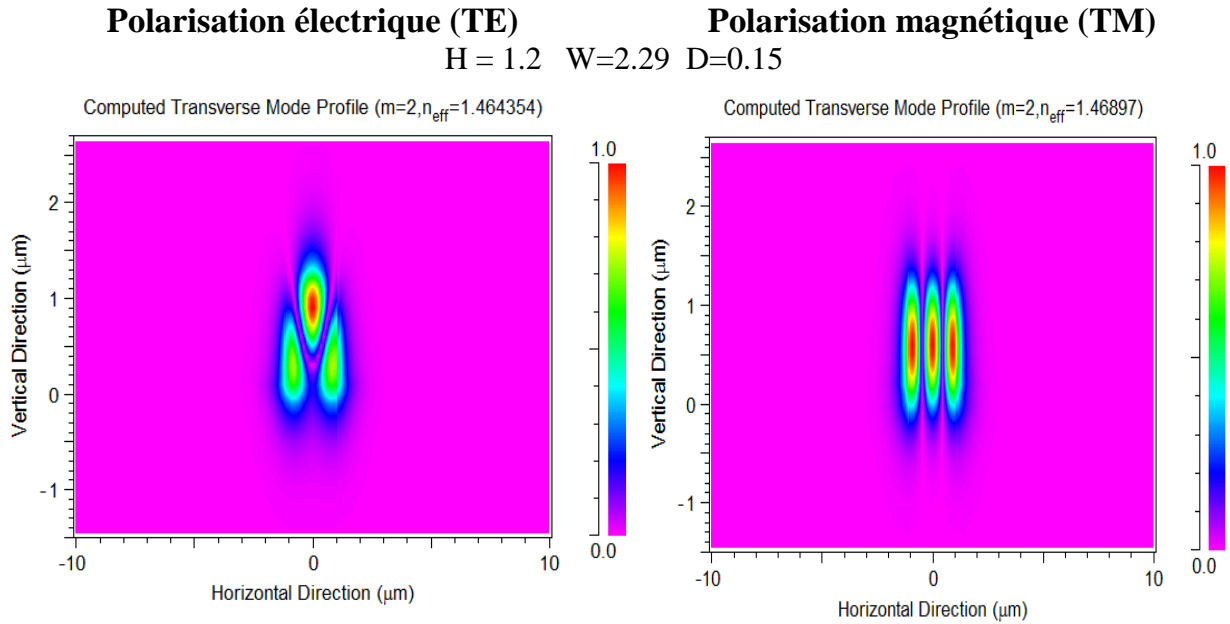 Polarisation électrique (TE) Polarisation magnétique (TM)
H = 1.2 W=2.29 D=0.15
Computed Transverse Mode Profile (m=2,neff=1.464354)
1.0
2
1
0
-1
Vertical Direction (μm)
0.0
-10 0 10
Horizontal Direction (μm)
Computed Transverse Mode Profile (m=2,neff=1.46897)
1.0
2
1
0
-1
Vertical Direction (μm)
0.0
-10 0 10
Horizontal Direction (μm)